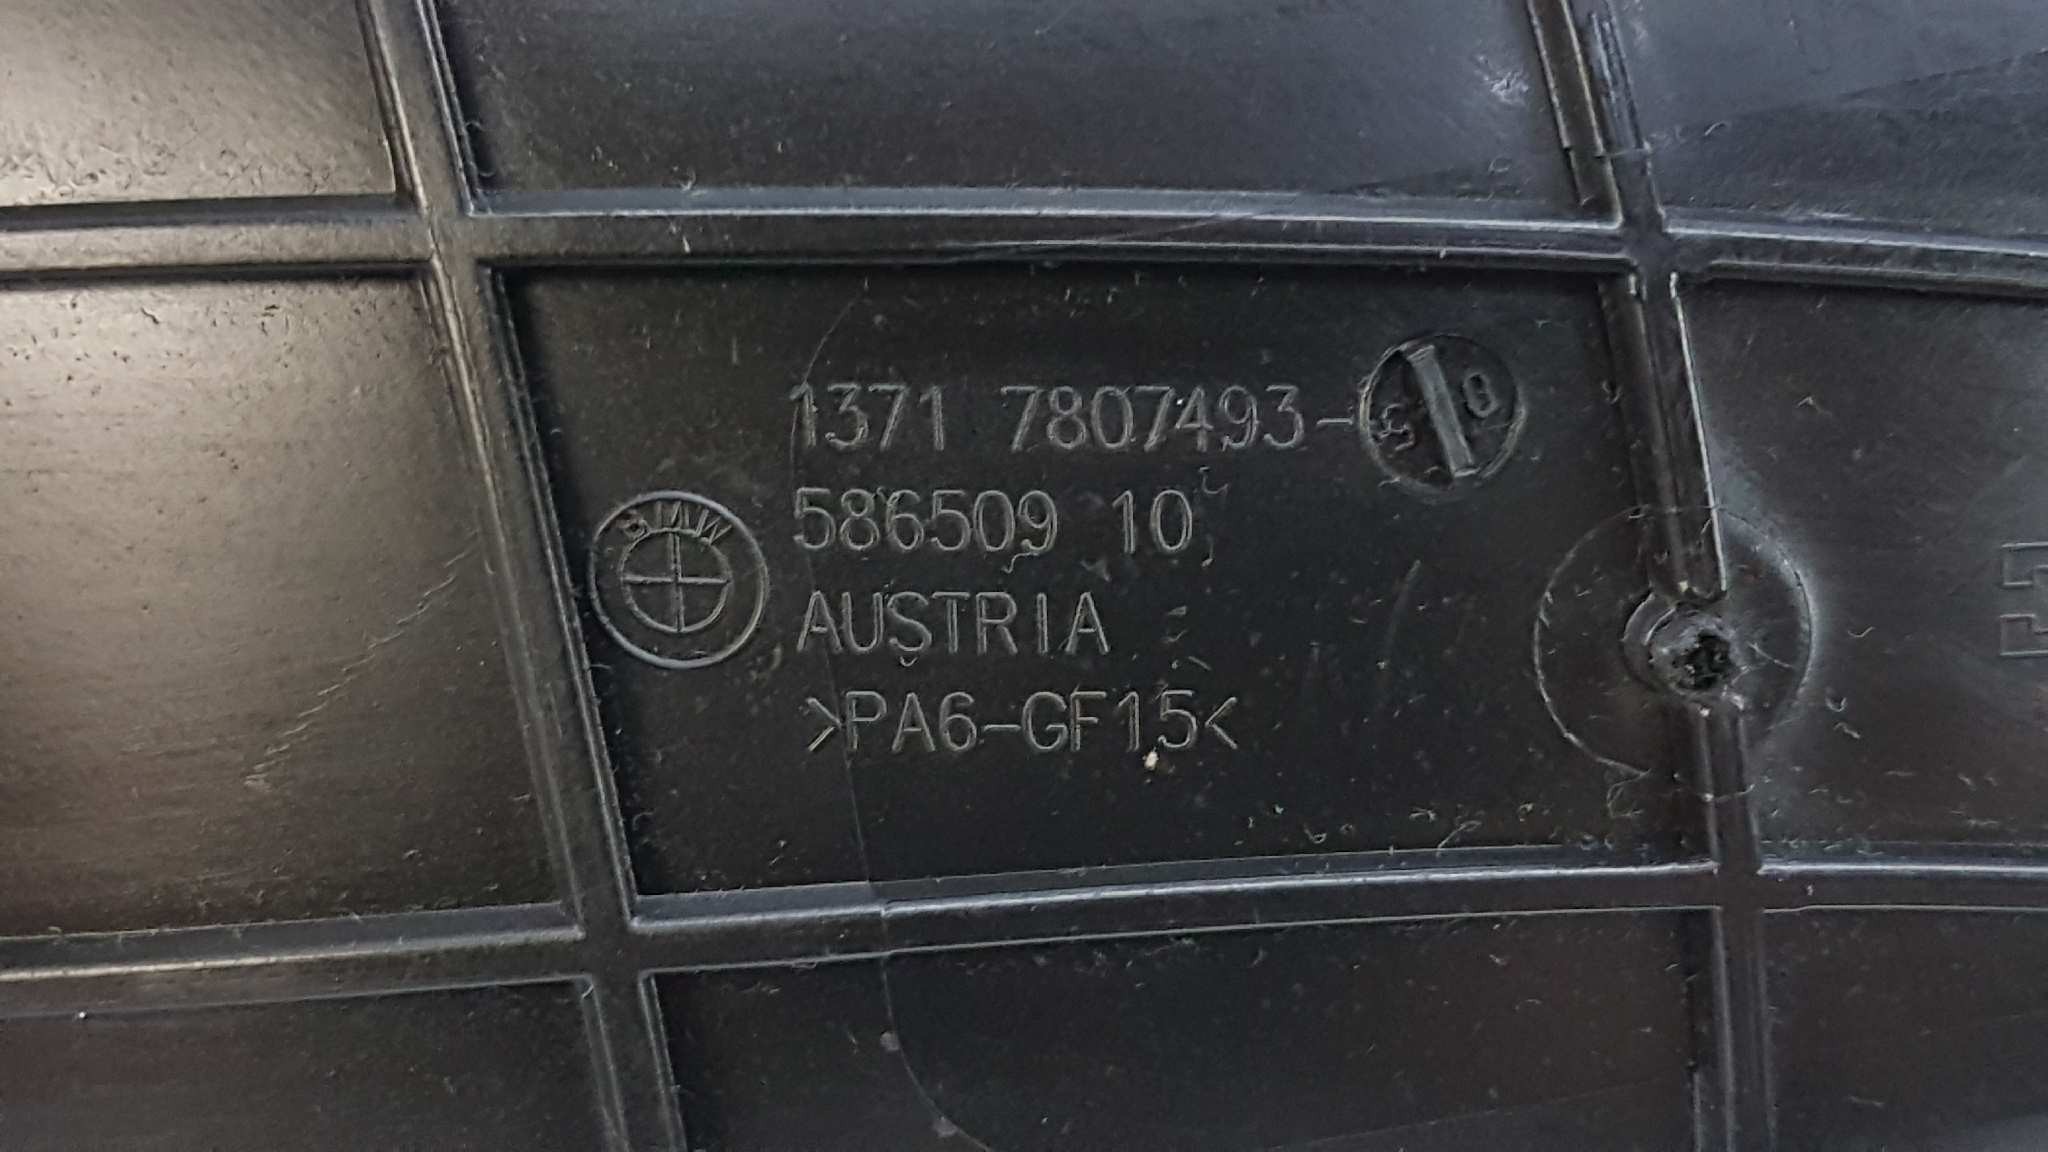 1371 7807493-
586509 10
BMW
AUSTRIA
>PA6-GF15<